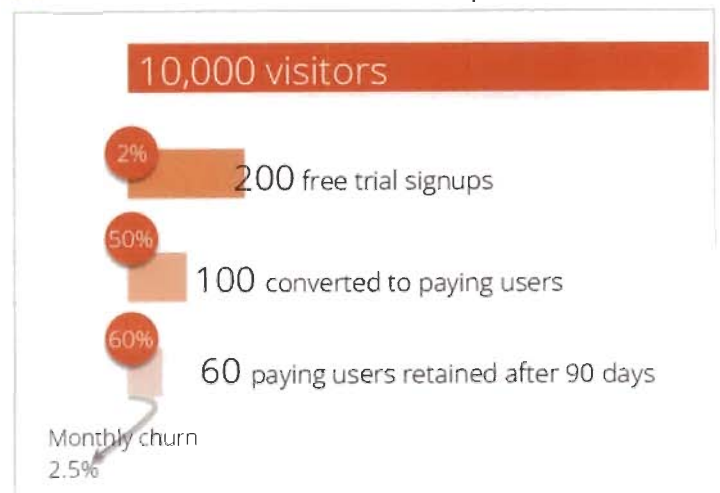 10,000 visitors
2%
200 free trial signups
50%
100 converted to paying users
60%
60 paying users retained after 90 days
Monthly churn
2.5%